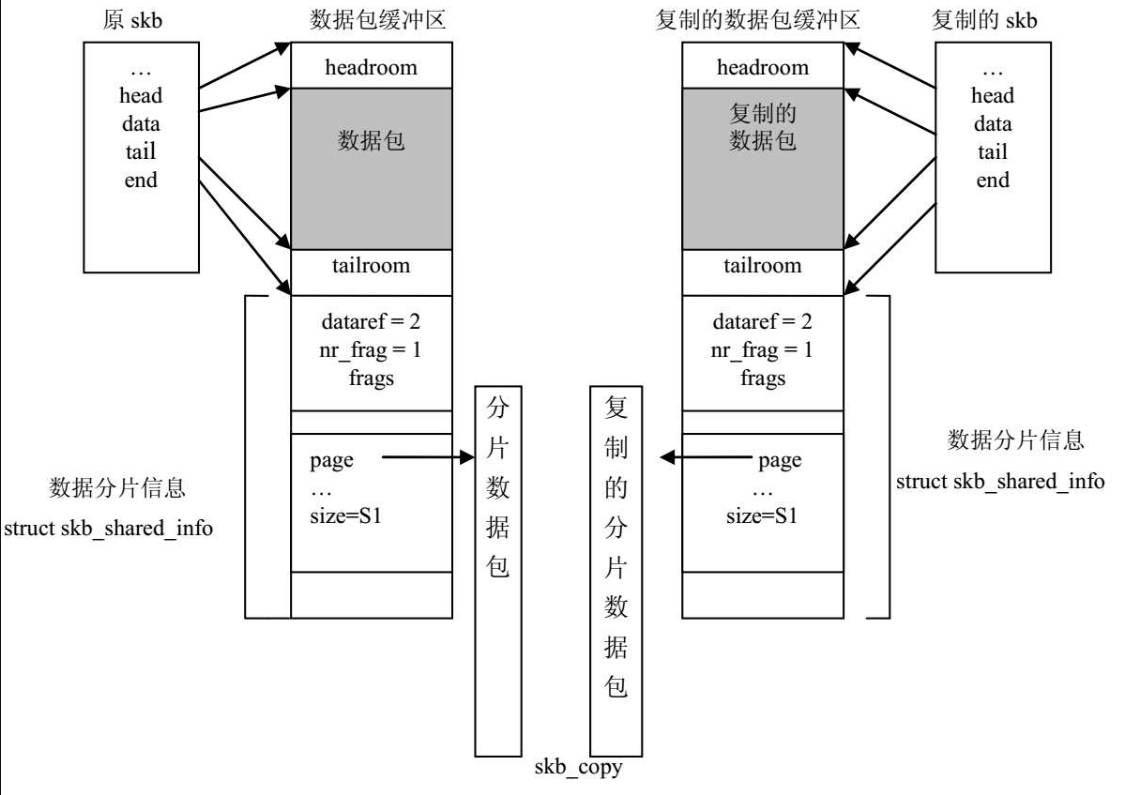 原 skb
数据包缓冲区
复制的数据包缓冲区
复制的 skb
…
head
data
tail
end
headroom
数据包
tailroom
dataref = 2
nr_frag = 1
frags
page
…
size=S1
数据分片信息
struct skb_shared_info
分片数据包
headroom
复制的
数据包
tailroom
dataref = 2
nr_frag = 1
frags
page
…
size=S1
复制的分片数据包
…
head
data
tail
end
数据分片信息
struct skb_shared_info
skb_copy